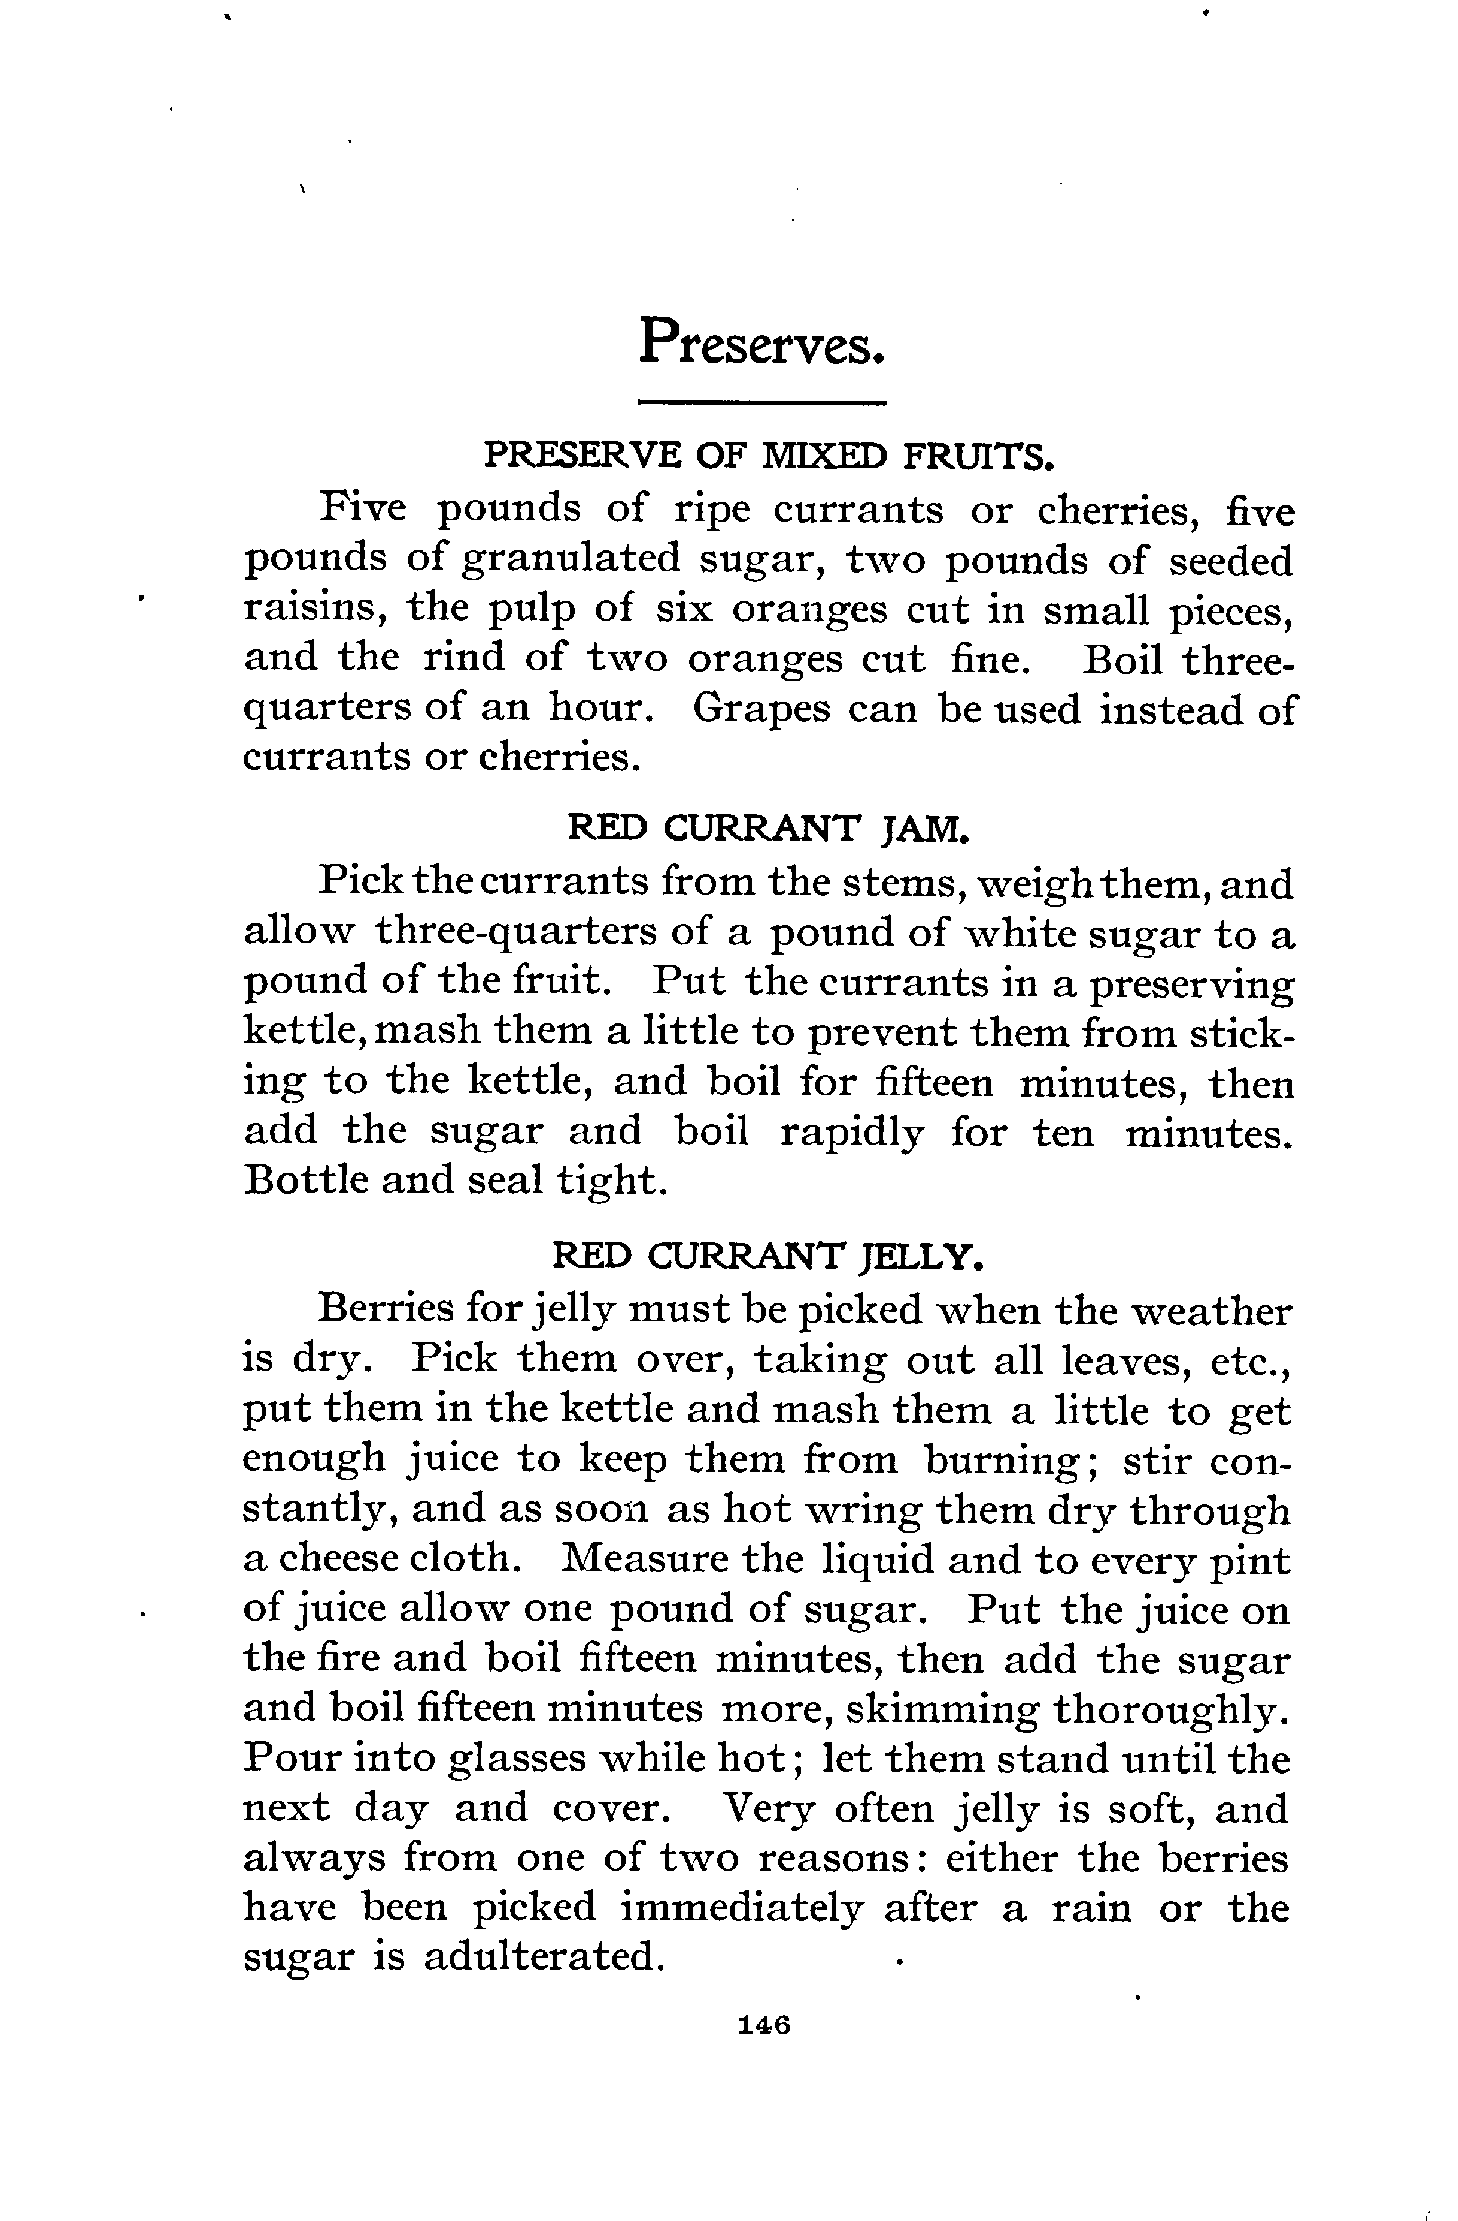 Preserves.
PRESERVE OF MIXED FRUITS.
Five pounds of ripe currants or cherries, five
pounds of granulated sugar, two pounds of seeded
raisins, the pulp of six oranges cut in small pieces,
and the rind of two oranges cut fine. Boil three-
quarters of an hour. Grapes can be used instead of
currants or cherries.
RED CURRANT JAM.
Pick the currants from the stems, weigh them, and
allow three-quarters of a pound of white sugar to a
pound of the fruit. Put the currants in a preserving
kettle, mash them a little to prevent them from stick-
ing to the kettle, and boil for fifteen minutes, then
add the sugar and boil rapidly for ten minutes.
Bottle and seal tight.
RED CURRANT JELLY.
Berries for jelly must be picked when the weather
is dry. Pick them over, taking out all leaves, etc.,
put them in the kettle and mash them a little to get
enough juice to keep them from burning; stir con-
stantly, and as soon as hot wring them dry through
a cheese cloth. Measure the liquid and to every pint
of juice allow one pound of sugar. Put the juice on
the fire and boil fifteen minutes, then add the sugar
and boil fifteen minutes more, skimming thoroughly.
Pour into glasses while hot; let them stand until the
next day and cover. Very often jelly is soft, and
always from one of two reasons: either the berries
have been picked immediately after a rain or the
sugar is adulterated.
146